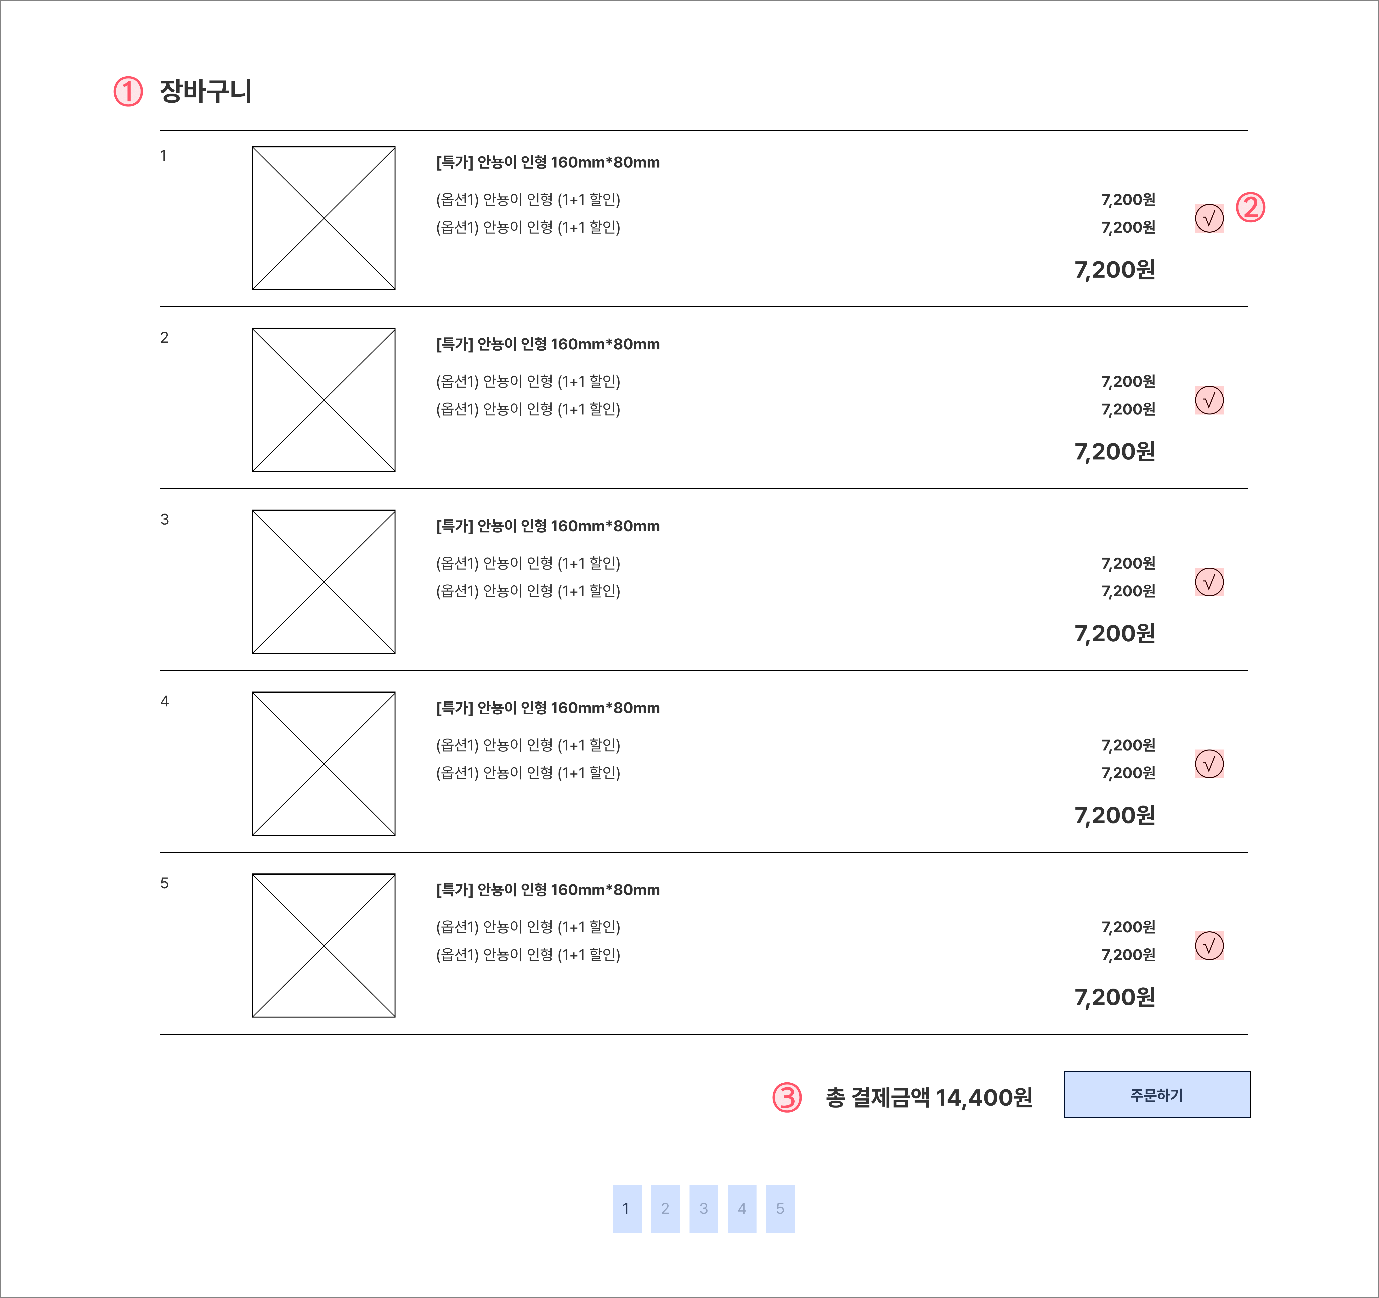 ① 장바구니
1
[특가] 안뇽이 인형 160mm*80mm
(옵션1) 안뇽이 인형 (1+1 할인) 7,200원
(옵션1) 안뇽이 인형 (1+1 할인) 7,200원
√ ②
7,200원
2
[특가] 안뇽이 인형 160mm*80mm
(옵션1) 안뇽이 인형 (1+1 할인) 7,200원
(옵션1) 안뇽이 인형 (1+1 할인) 7,200원
√
7,200원
3
[특가] 안뇽이 인형 160mm*80mm
(옵션1) 안뇽이 인형 (1+1 할인) 7,200원
(옵션1) 안뇽이 인형 (1+1 할인) 7,200원
√
7,200원
4
[특가] 안뇽이 인형 160mm*80mm
(옵션1) 안뇽이 인형 (1+1 할인) 7,200원
(옵션1) 안뇽이 인형 (1+1 할인) 7,200원
√
7,200원
5
[특가] 안뇽이 인형 160mm*80mm
(옵션1) 안뇽이 인형 (1+1 할인) 7,200원
(옵션1) 안뇽이 인형 (1+1 할인) 7,200원
√
7,200원
③ 총 결제금액 14,400원 주문하기
1 2 3 4 5